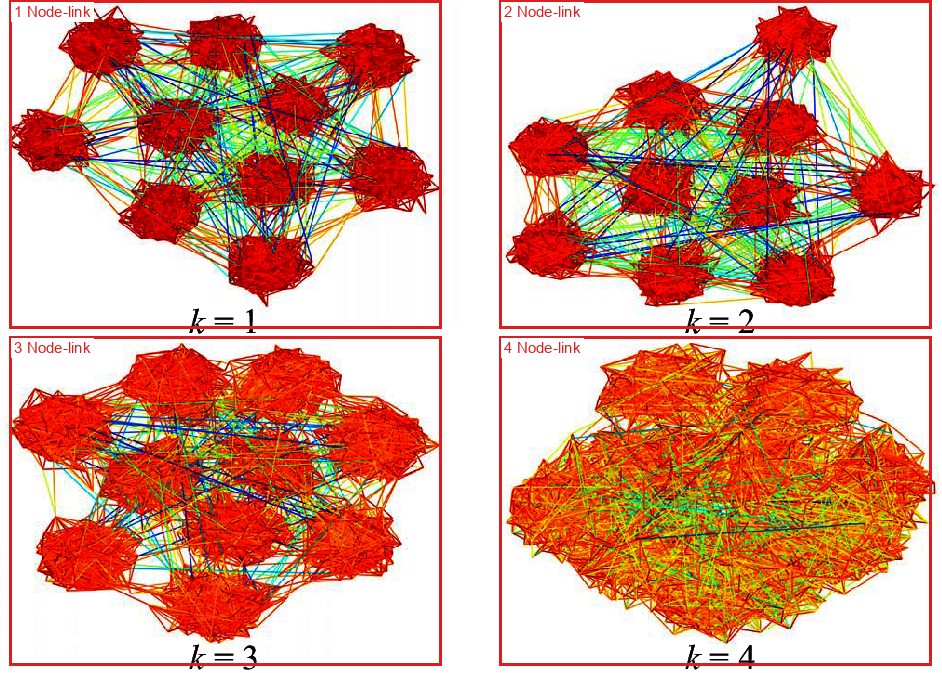 1 Node-link
2 Node-link
k = 1
k = 2
3 Node-link
4 Node-link
k = 3
k = 4